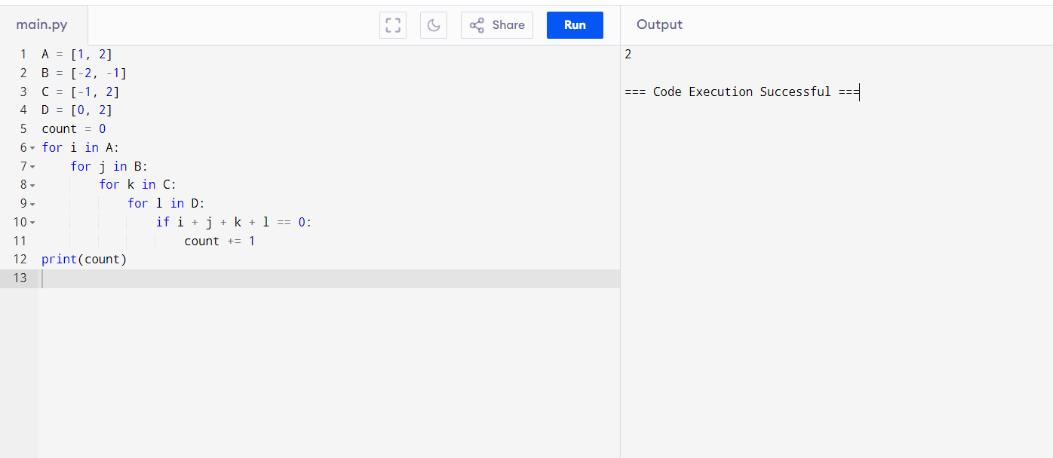 main.py
Share
Run
Output
1 A = [1, 2]
2 B = [-2, -1]
3 C = [-1, 2]
4 D = [0, 2]
5 count = 0
6 for i in A:
7     for j in B:
8         for k in C:
9             for l in D:
10                 if i + j + k + l == 0:
11                     count += 1
12 print(count)
13
2
=== Code Execution Successful ===